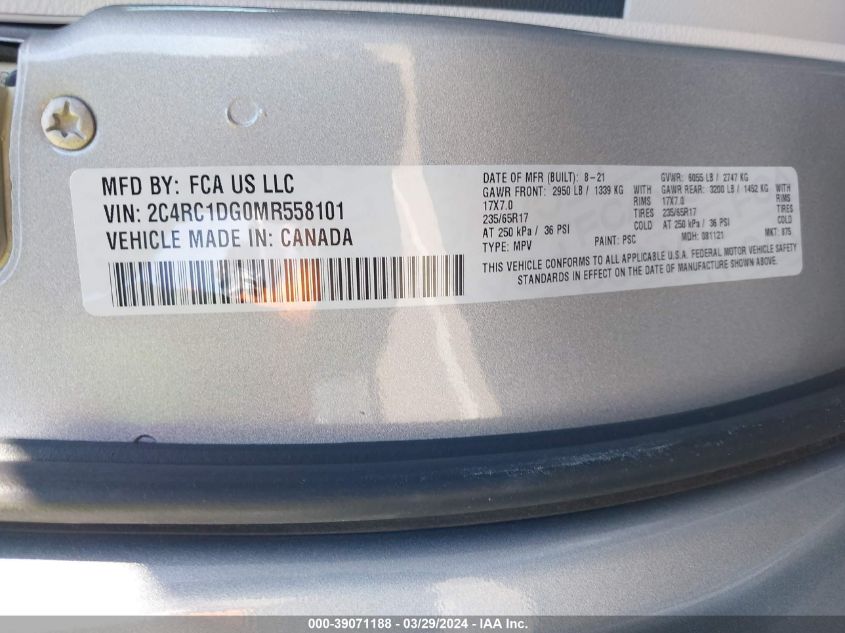 MFD BY: FCA US LLC
VIN: 2C4RC1DG0MR558101
VEHICLE MADE IN: CANADA
DATE OF MFR (BUILT): 8-21 GVWR: 6055 LB / 2747 KG
GAWR FRONT: 2950 LB / 1339 KG WITH GAWR REAR: 3200 LB / 1452 KG WITH
17X7.0 RIMS 17X7.0 RIMS
235/65R17 TIRES 235/65R17 TIRES
AT 250 kPa / 36 PSI COLD AT 250 kPa / 36 PSI COLD
TYPE: MPV PAINT: PSC MDH: 081121 MKT: 875
THIS VEHICLE CONFORMS TO ALL APPLICABLE U.S.A. FEDERAL MOTOR VEHICLE SAFETY
STANDARDS IN EFFECT ON THE DATE OF MANUFACTURE SHOWN ABOVE.
000-39071188 - 03/29/2024 - IAA Inc.